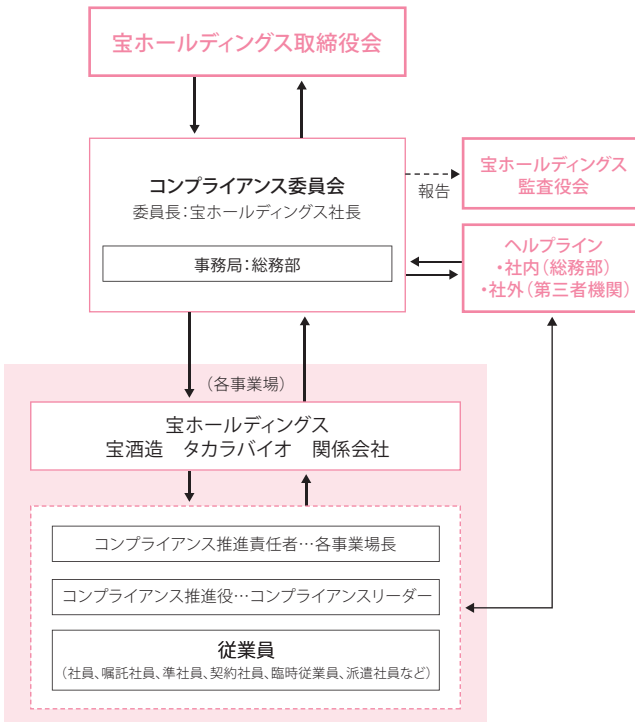 宝ホールディングス取締役会
コンプライアンス委員会
委員長：宝ホールディングス社長
事務局：総務部
報告
宝ホールディングス
監査役会
ヘルプライン
・社内（総務部）
・社外（第三者機関）
（各事業場）
宝ホールディングス
宝酒造　タカラバイオ　関係会社
コンプライアンス推進責任者…各事業場長
コンプライアンス推進役…コンプライアンスリーダー
従業員
（社員、嘱託社員、準社員、契約社員、臨時従業員、派遣社員など）